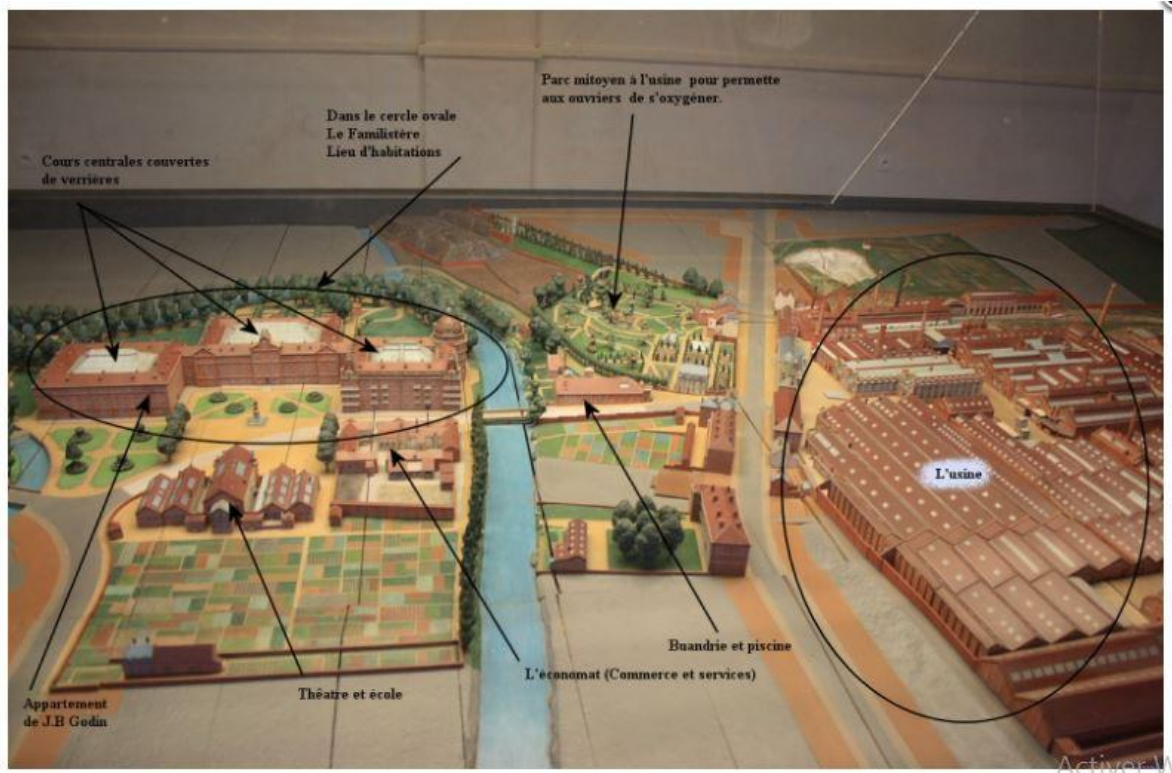 Parc mitoyen à l'usine pour permette
aux ouvriers de s'oxygéner.
Dans le cercle ovale
Le Familistère
Lieu d'habitations
Cours centrales couvertes
de verrières
L'usine
Buandrie et piscine
L'économat (Commerce et services)
Théatre et école
Appartement
de J.B Godin
Activer W